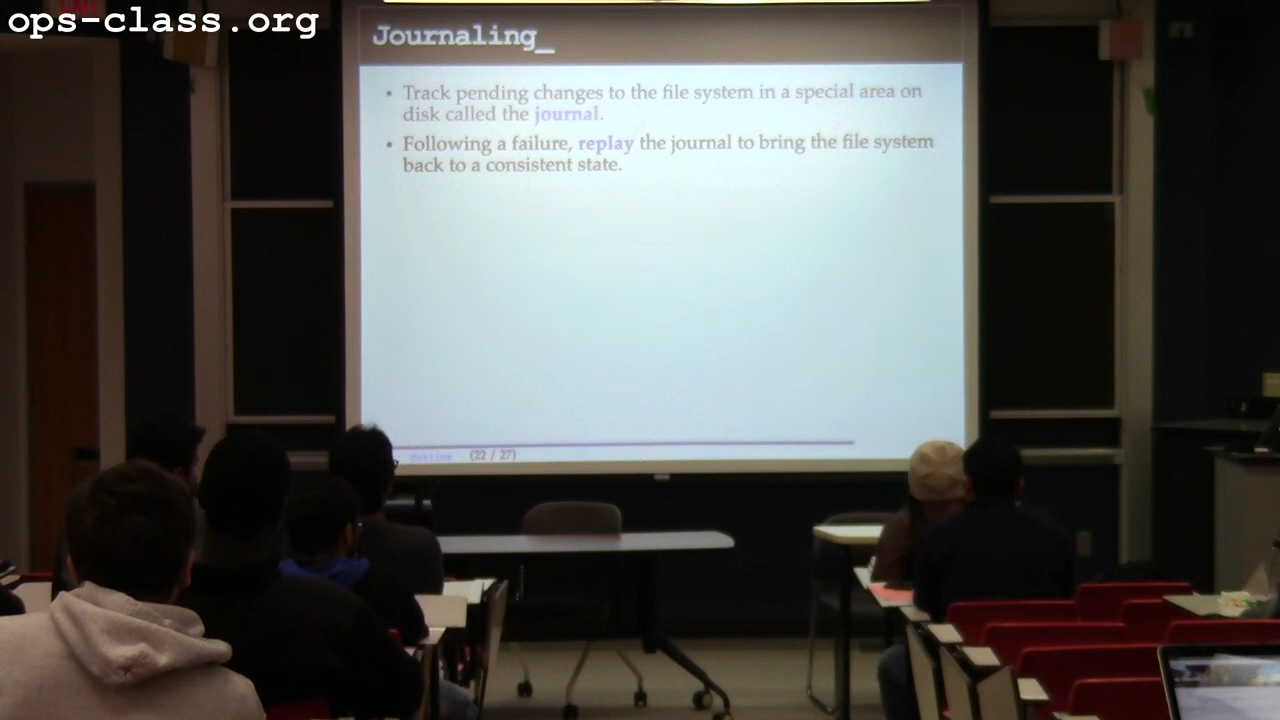 ops-class.org
Journaling_
• Track pending changes to the file system in a special area on
disk called the journal.
• Following a failure, replay the journal to bring the file system
back to a consistent state.
Outline (22 / 27)